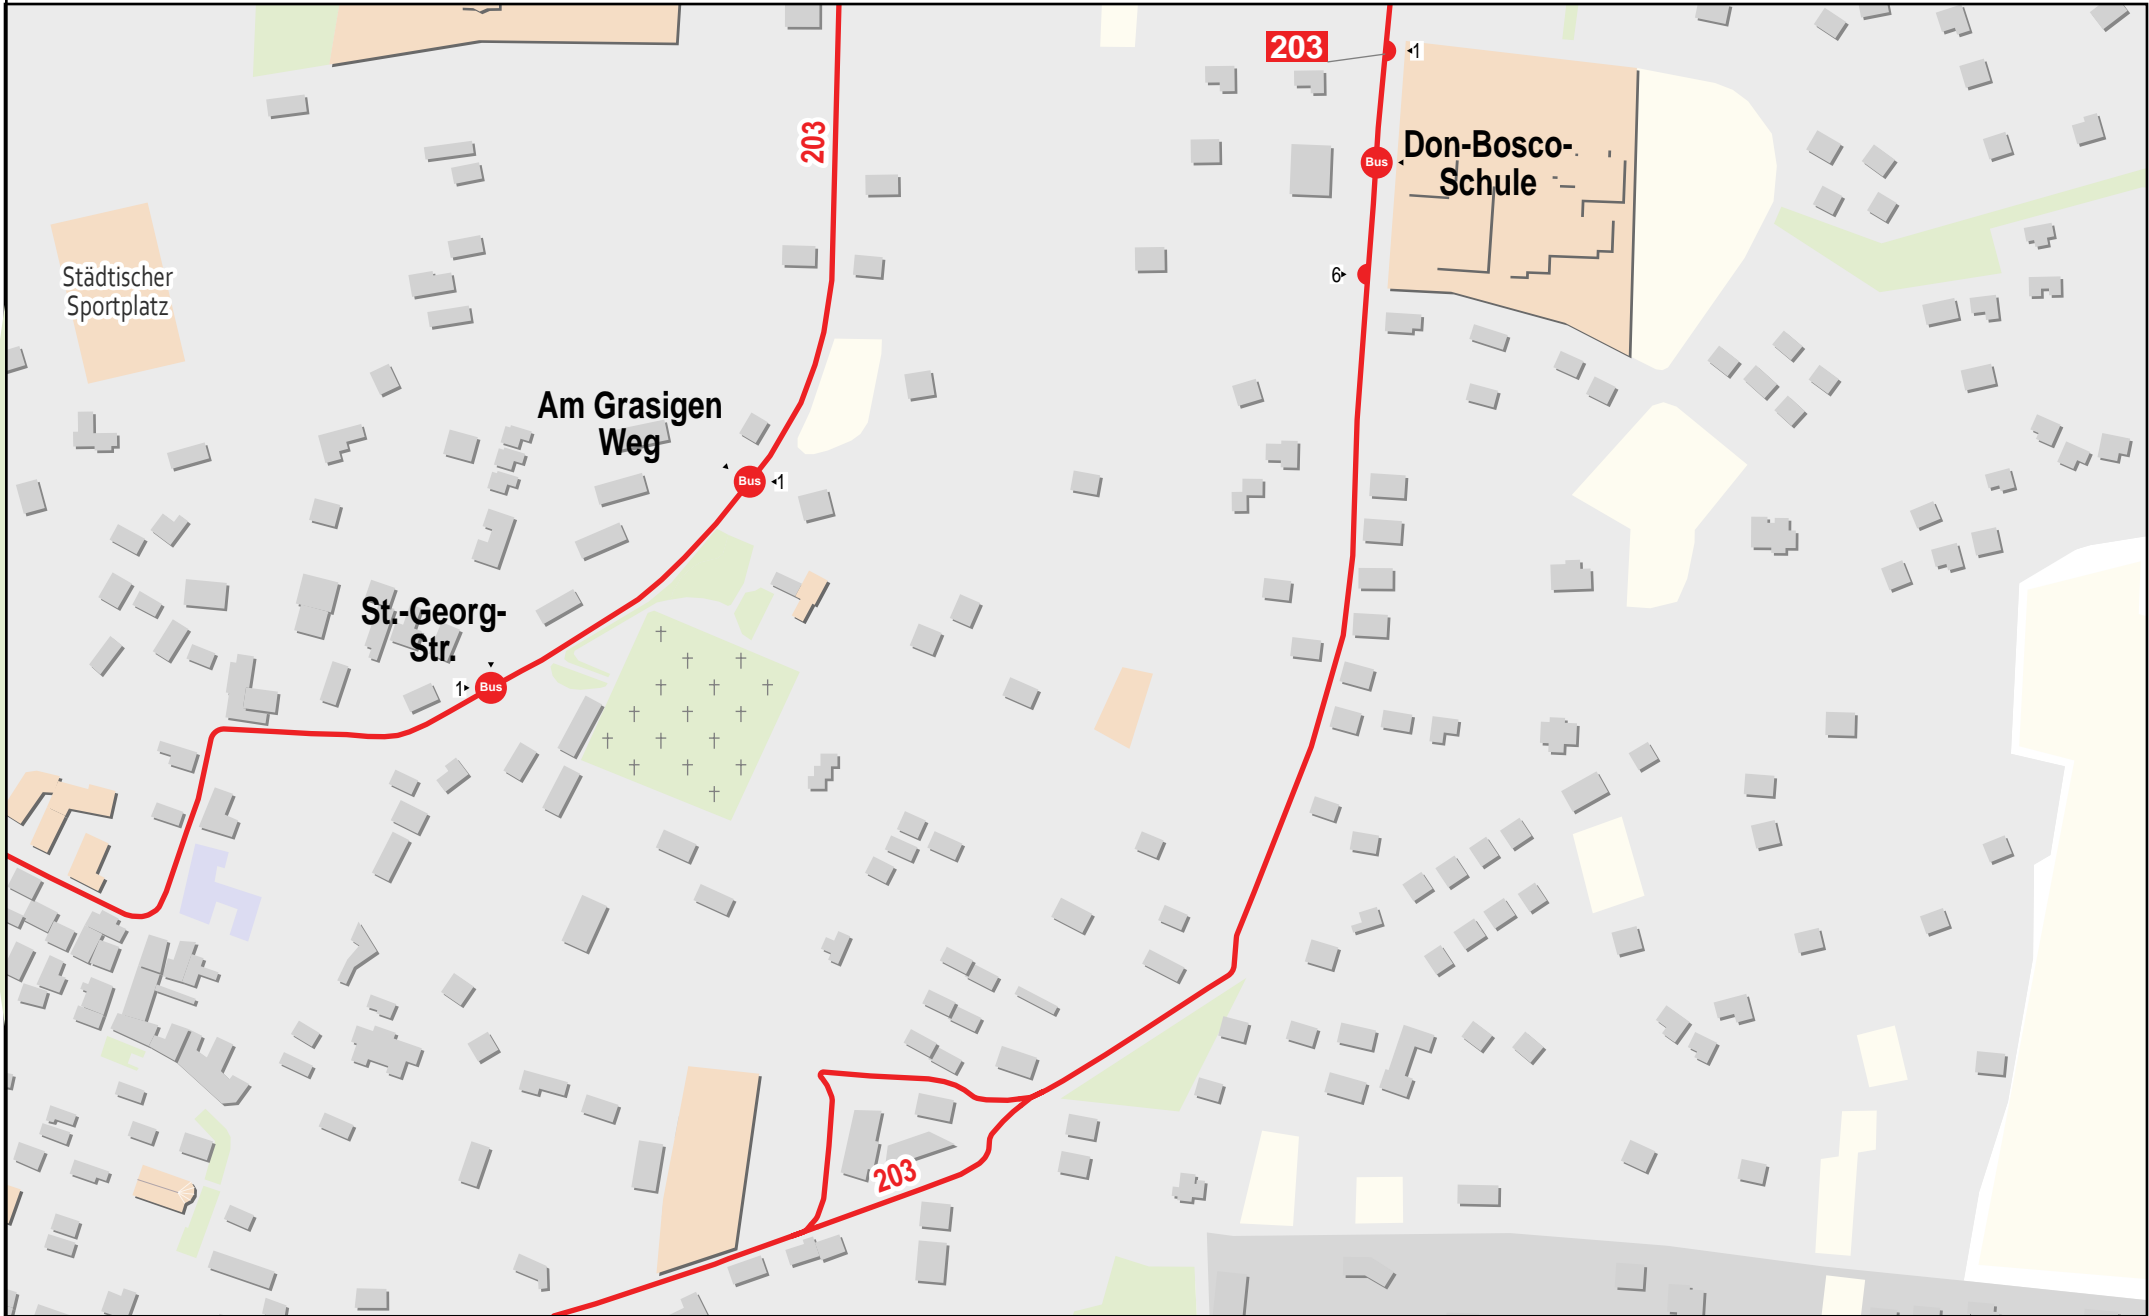 203
1
203
Bus
Don-Bosco-
Schule
Städtischer
Sportplatz
6
Am Grasigen
Weg
Bus
1
St.-Georg-
Str.
1
Bus
203